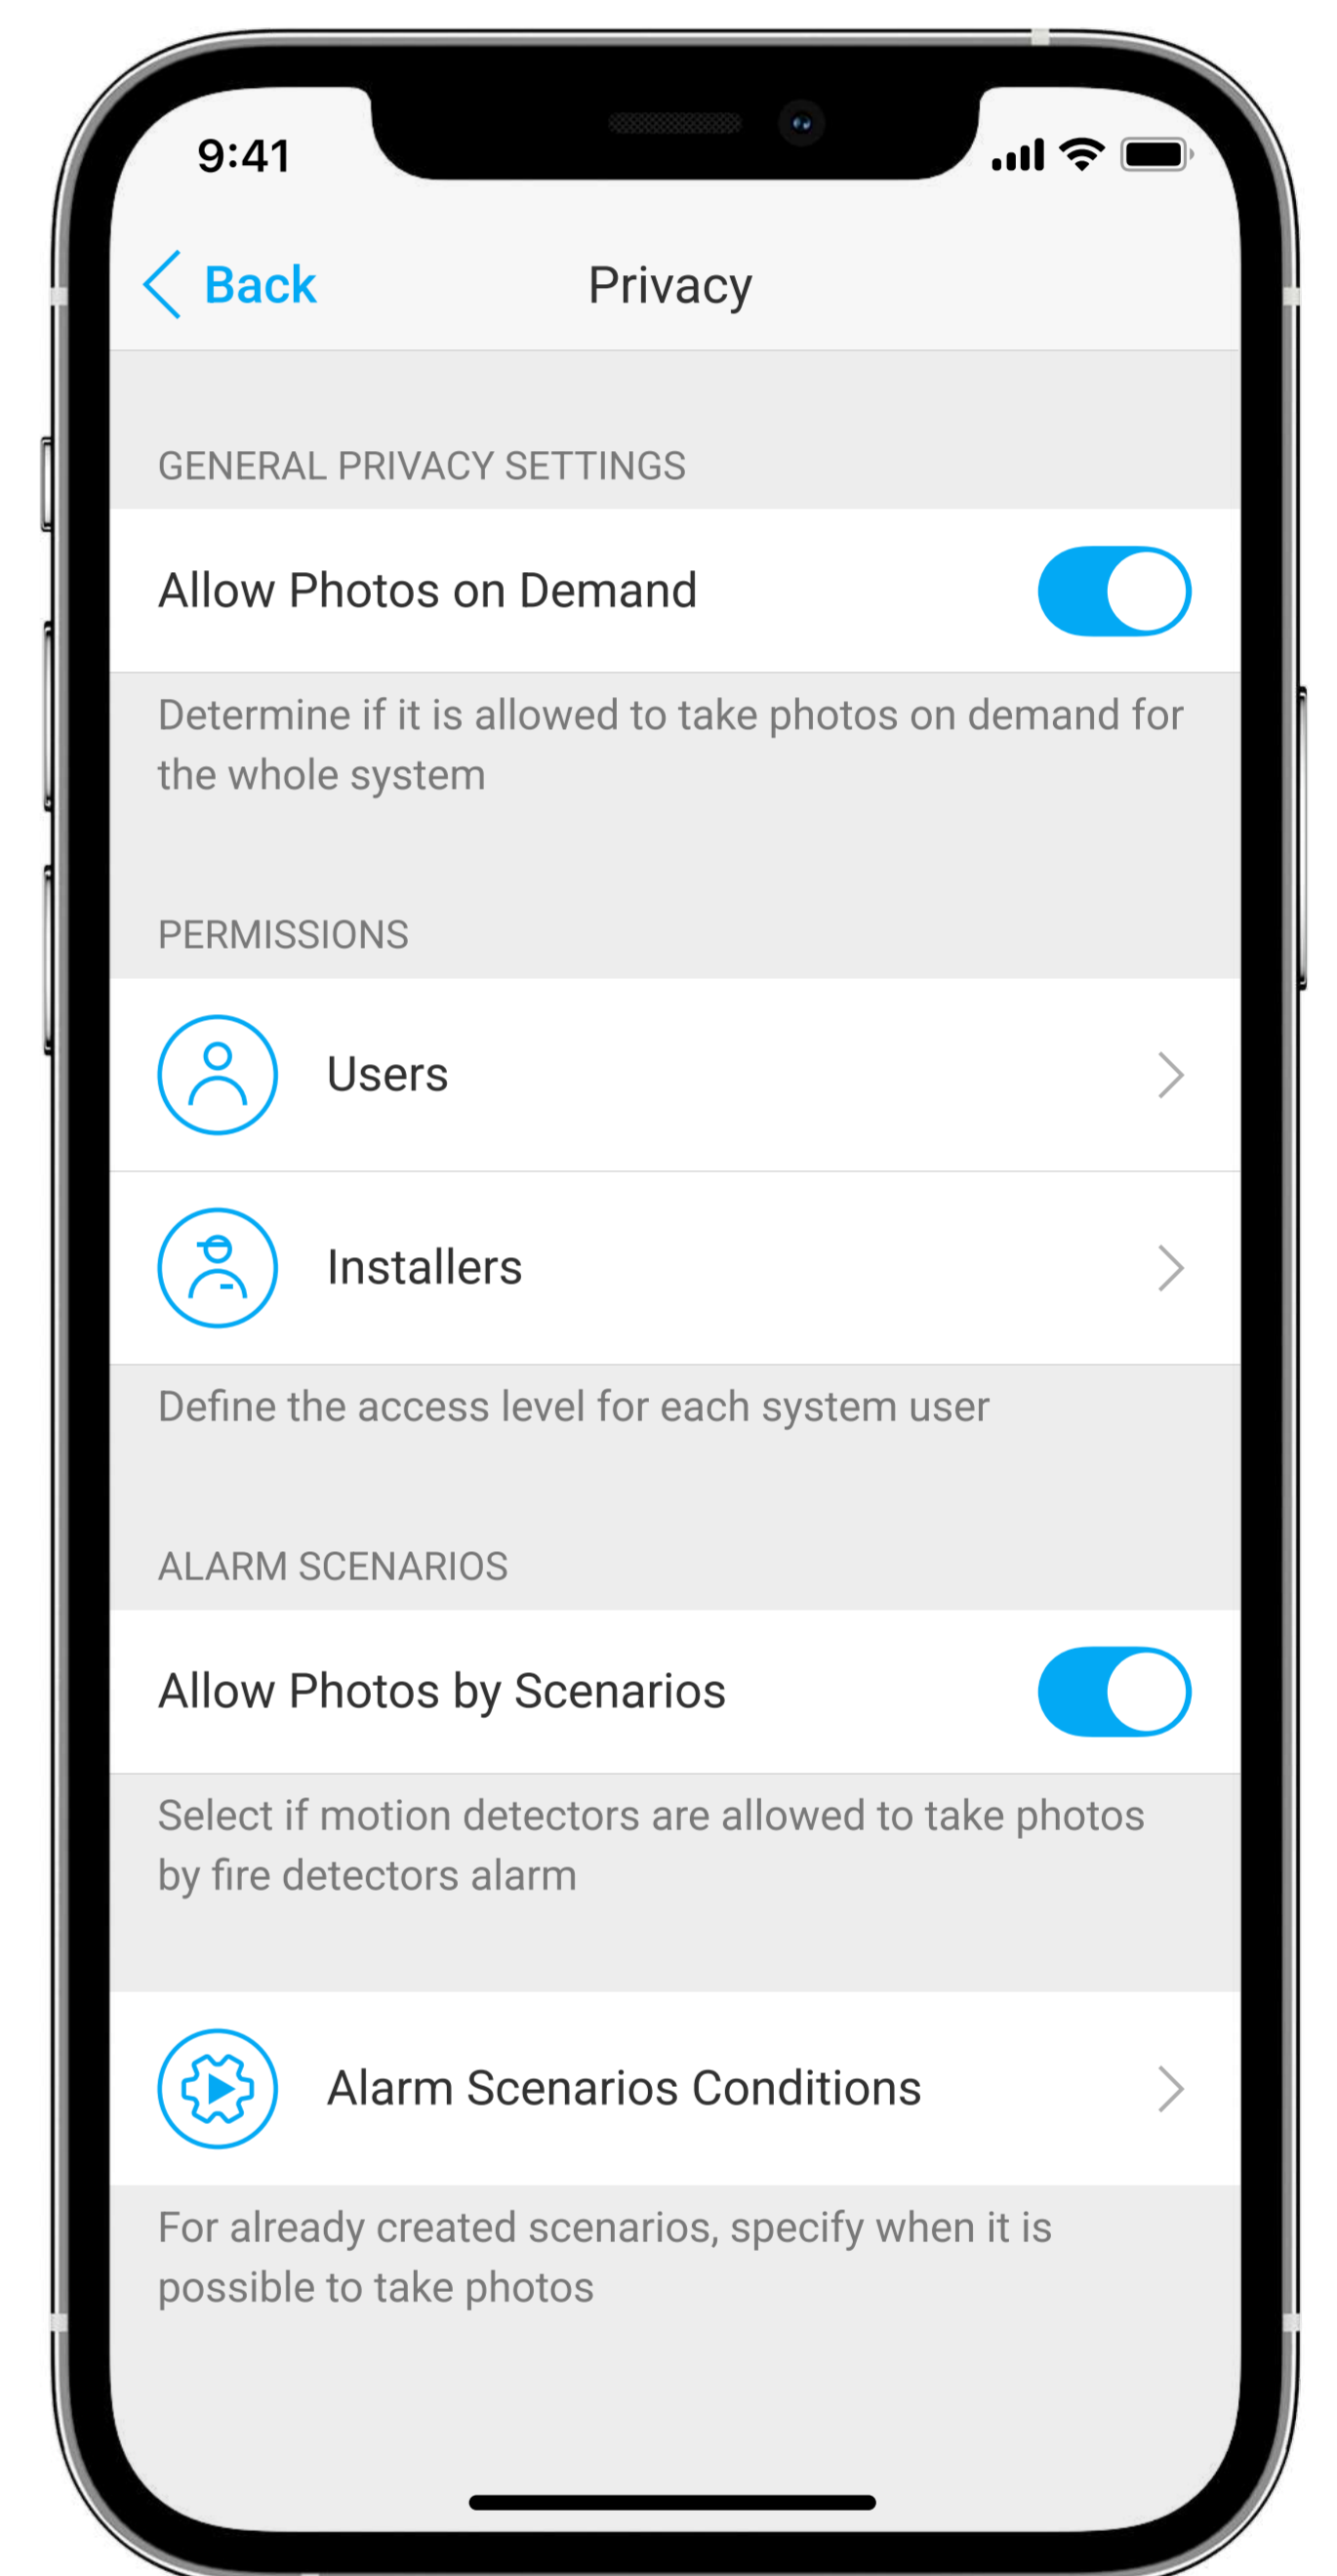 9:41
Back
Privacy
GENERAL PRIVACY SETTINGS
Allow Photos on Demand
Determine if it is allowed to take photos on demand for
the whole system
PERMISSIONS
Users
Installers
Define the access level for each system user
ALARM SCENARIOS
Allow Photos by Scenarios
Select if motion detectors are allowed to take photos
by fire detectors alarm
Alarm Scenarios Conditions
For already created scenarios, specify when it is
possible to take photos